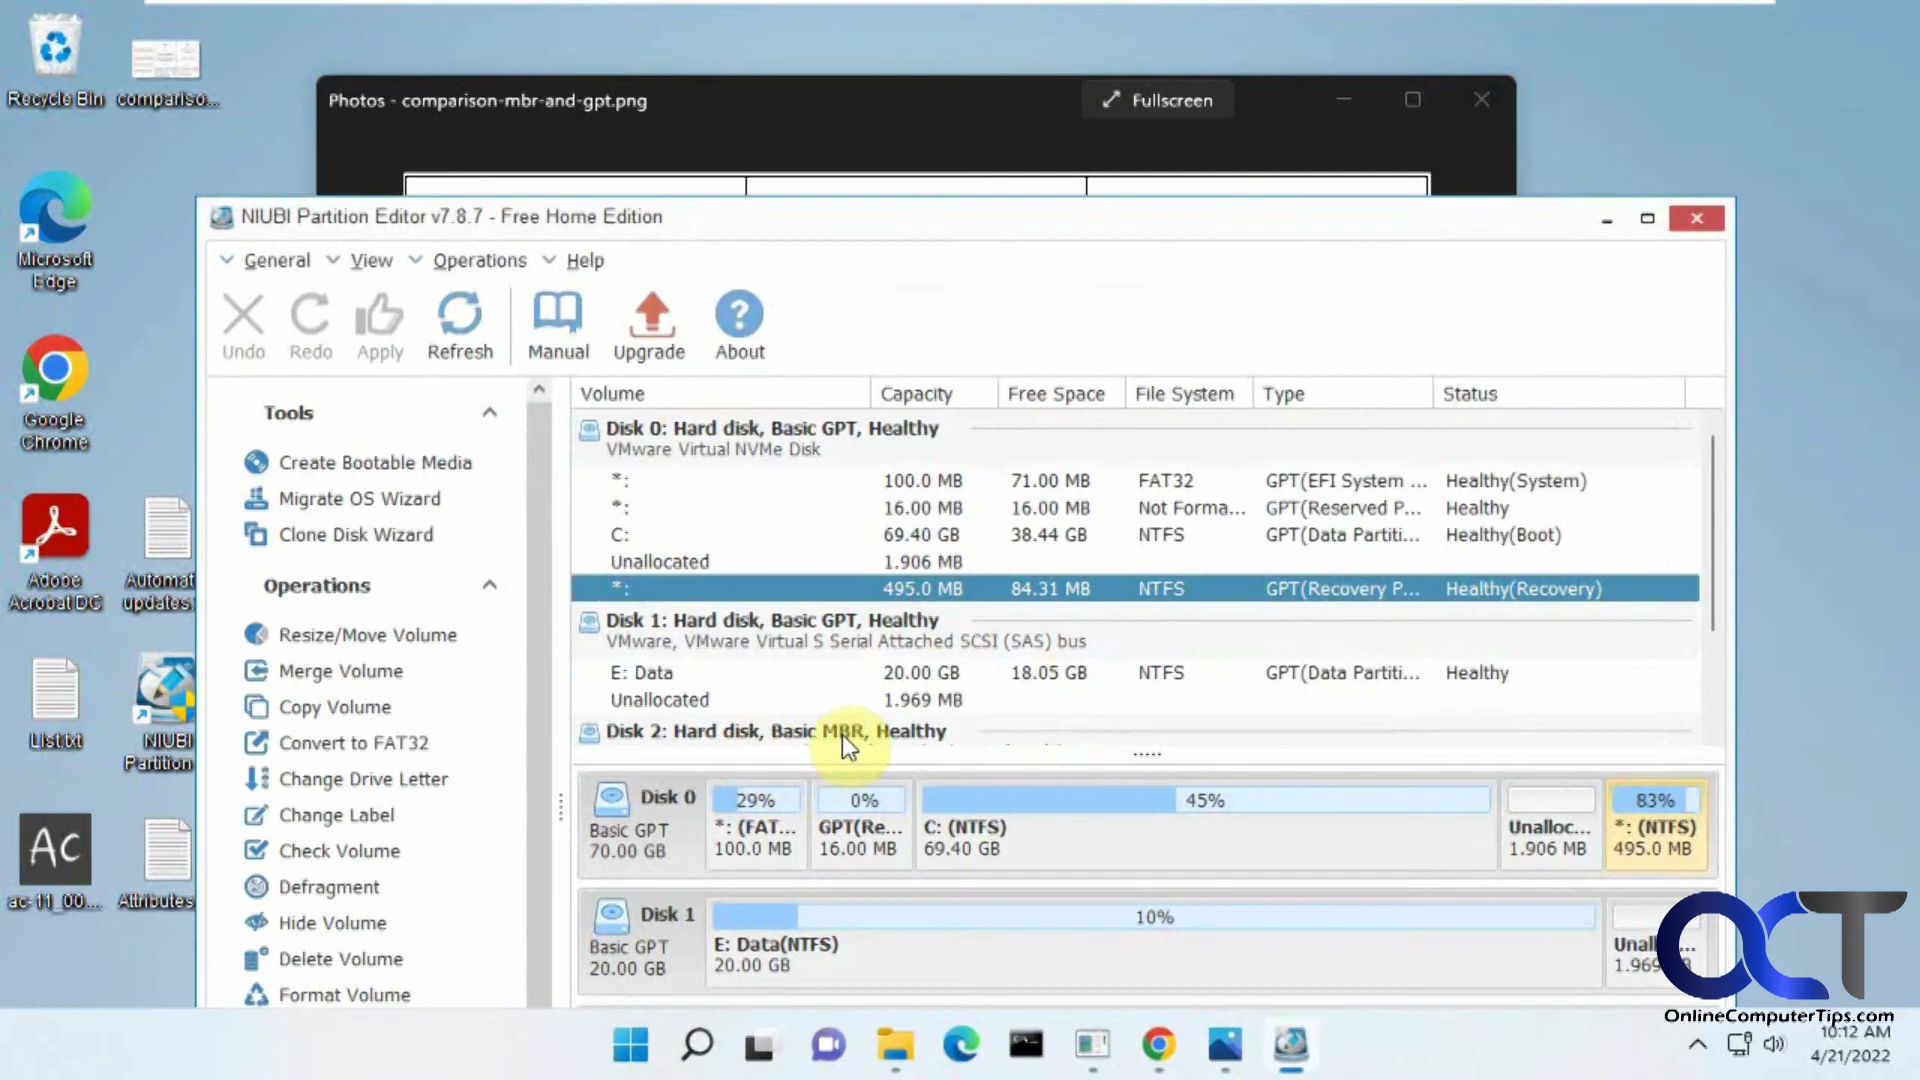 Recycle Bin
compariso...
Photos - comparison-mbr-and-gpt.png
Fullscreen
Microsoft
Edge
Google
Chrome
Adobe
Acrobat DC
Automat
updates.
List.txt
NIUBI
Partition
Ac
ac-11_00....
Attributes
NIUBI Partition Editor v7.8.7 - Free Home Edition
General View Operations Help
Undo Redo Apply Refresh Manual Upgrade About
Tools
Create Bootable Media
Migrate OS Wizard
Clone Disk Wizard
Operations
Resize/Move Volume
Merge Volume
Copy Volume
Convert to FAT32
Change Drive Letter
Change Label
Check Volume
Defragment
Hide Volume
Delete Volume
Format Volume
Volume Capacity Free Space File System Type Status
Disk 0: Hard disk, Basic GPT, Healthy
VMware Virtual NVMe Disk
*: 100.0 MB 71.00 MB FAT32 GPT(EFI System ... Healthy(System)
*: 16.00 MB 16.00 MB Not Forma... GPT(Reserved P... Healthy
C: 69.40 GB 38.44 GB NTFS GPT(Data Partiti... Healthy(Boot)
Unallocated 1.906 MB
*: 495.0 MB 84.31 MB NTFS GPT(Recovery P... Healthy(Recovery)
Disk 1: Hard disk, Basic GPT, Healthy
VMware, VMware Virtual S Serial Attached SCSI (SAS) bus
E: Data 20.00 GB 18.05 GB NTFS GPT(Data Partiti... Healthy
Unallocated 1.969 MB
Disk 2: Hard disk, Basic MBR, Healthy
Disk 0
Basic GPT
70.00 GB
29%
*: (FAT...
100.0 MB
0%
GPT(Re...
16.00 MB
45%
C: (NTFS)
69.40 GB
Unalloc...
1.906 MB
83%
*: (NTFS)
495.0 MB
Disk 1
Basic GPT
20.00 GB
10%
E: Data(NTFS)
20.00 GB
OCT
OnlineComputerTips.com
10:12 AM
4/21/2022